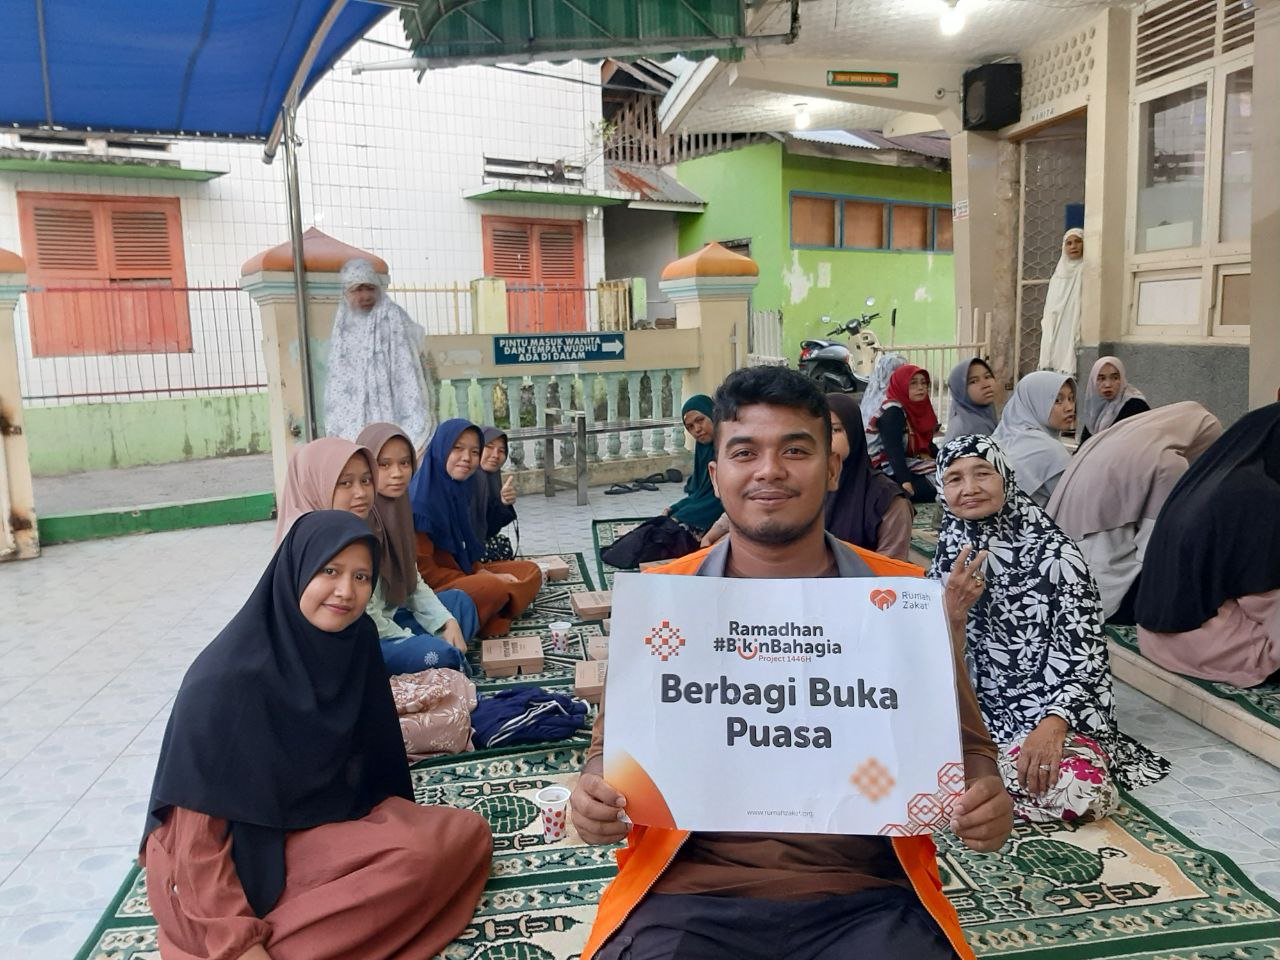 WANITA
PINTU MASUK WANITA
DAN TEMPAT WUDHU
ADA DI DALAM
Rumah
Zakat
Ramadhan
#BikinBahagia
Project 1446H
Berbagi Buka
Puasa
www.rumahzakat.org